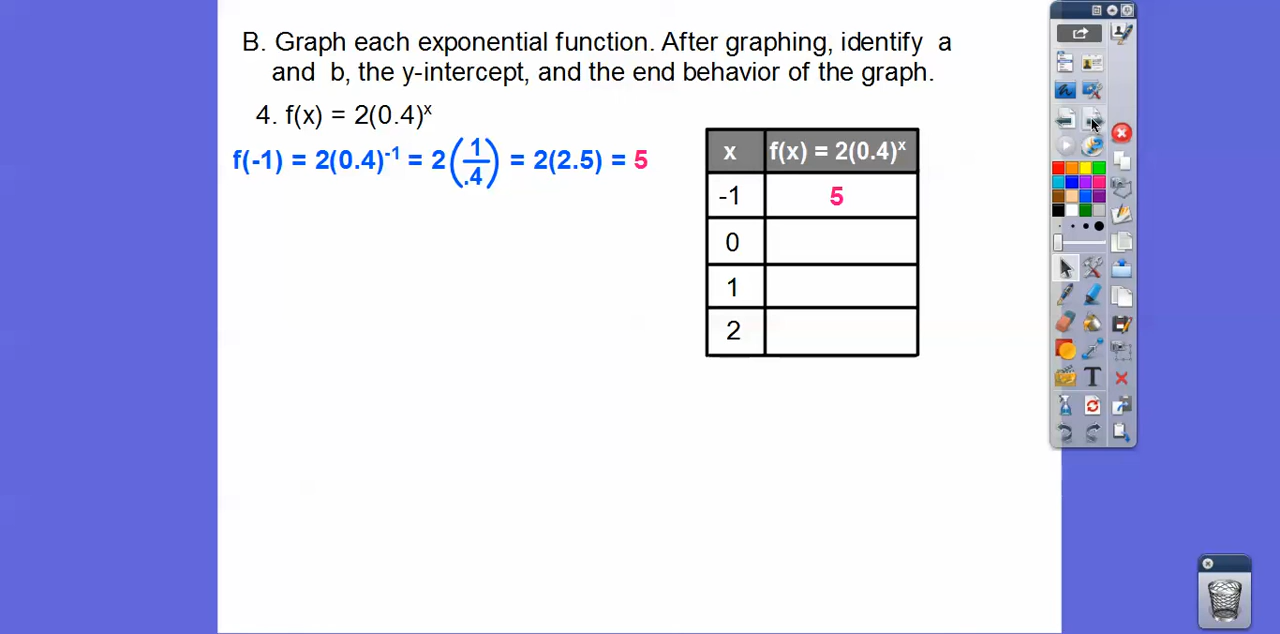 B. Graph each exponential function. After graphing, identify a
and b, the y-intercept, and the end behavior of the graph.
4. f(x) = 2(0.4)ˣ
f(-1) = 2(0.4)⁻¹ = 2(1/.4) = 2(2.5) = 5
x f(x) = 2(0.4)ˣ
-1 5
0
1
2
T